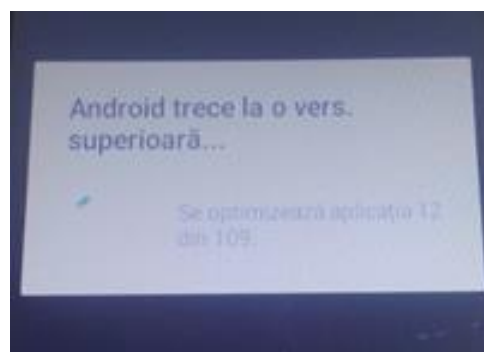 Android trece la o vers.
superioară...
Se optimizează aplicația 12
din 109.